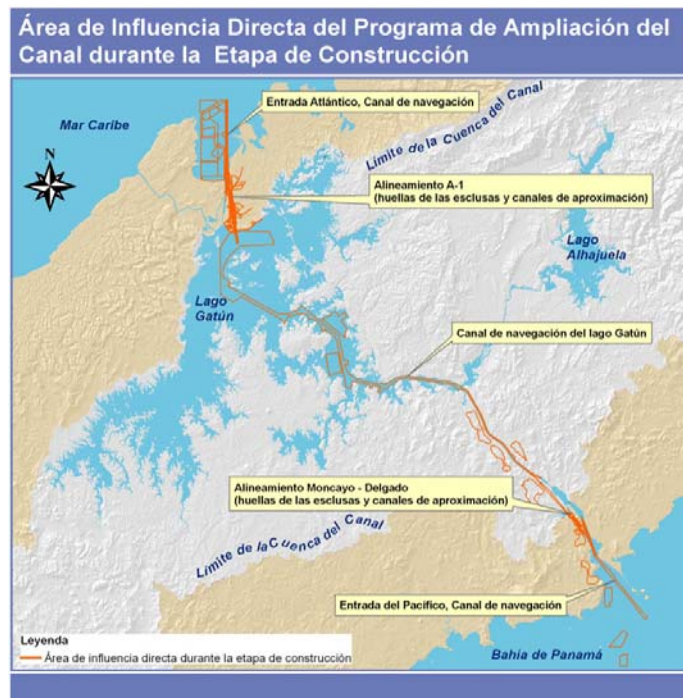 Área de Influencia Directa del Programa de Ampliación del
Canal durante la Etapa de Construcción
Entrada Atlántico, Canal de navegación
Mar Caribe
Límite de la Cuenca del Canal
N
Alineamiento A-1
(huellas de las esclusas y canales de aproximación)
Lago
Alhajuela
Lago
Gatún
Canal de navegación del lago Gatún
Alineamiento Moncayo - Delgado
(huellas de las esclusas y canales de aproximación)
Límite de la Cuenca del Canal
Entrada del Pacífico, Canal de navegación
Leyenda
Área de influencia directa durante la etapa de construcción
Bahía de Panamá